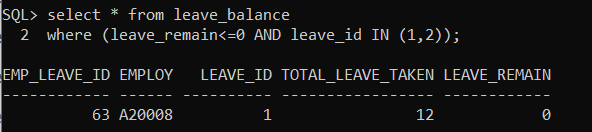 SQL> select * from leave_balance
2 where (leave_remain<=0 AND leave_id IN (1,2));
EMP_LEAVE_ID EMPLOY LEAVE_ID TOTAL_LEAVE_TAKEN LEAVE_REMAIN
------------ ------ ---------- ----------------- ------------
63 A20008 1 12 0